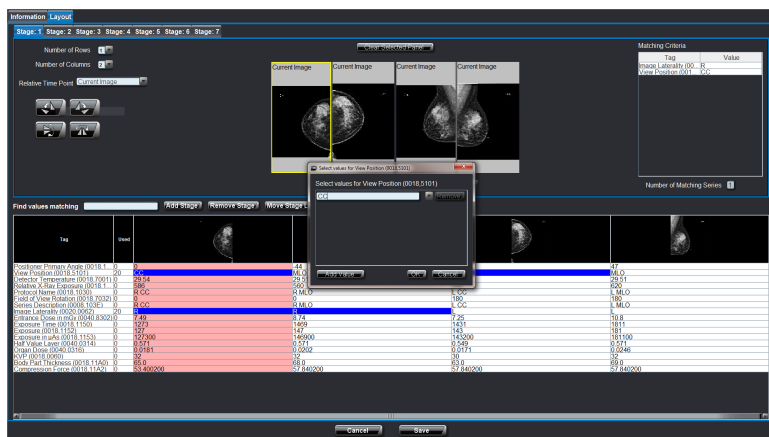 Information Layout
Stage: 1 Stage: 2 Stage: 3 Stage: 4 Stage: 5 Stage: 6 Stage: 7
Number of Rows 1
Clear Selected Panel
Matching Criteria
Number of Columns 2
Tag Value
Current Image Current Image Current Image Current Image
Image Laterality (00... R
View Position (001... CC
Relative Time Point Current Image
Select values for View Position (0018,5101)
Select values for View Position (0018,5101)
CC Remove
Number of Matching Series 1
Find values matching Add Stage Remove Stage Move Stage L
Add Value OK Cancel
Tag Used
Positioner Primary Angle (0018,1... 0 0 -44 47
View Position (0018,5101) 20 CC MLO MLO
Detector Temperature (0018,7001) 0 29.54 29.51 29.51
Relative X-Ray Exposure (0018,1... 0 586 560 620
Protocol Name (0018,1030) 0 R CC R MLO L CC L MLO
Field of View Rotation (0018,7032) 0 0 0 180 180
Series Description (0008,103E) 0 R CC R MLO L CC L MLO
Image Laterality (0020,0062) 20 R R L L
Entrance Dose in mGy (0040,8302) 0 7.49 8.74 7.25 10.8
Exposure Time (0018,1150) 0 1273 1469 1431 1811
Exposure (0018,1152) 0 127 147 143 181
Exposure in µAs (0018,1153) 0 127300 146900 143200 181100
Half Value Layer (0040,0314) 0 0.571 0.571 0.549 0.571
Organ Dose (0040,0316) 0 0.0181 0.0202 0.0171 0.0246
KVP (0018,0060) 0 32 32 30 32
Body Part Thickness (0018,11A0) 0 65.0 68.0 63.0 69.0
Compression Force (0018,11A2) 0 53.400200 57.840200 57.840200 57.840200
Cancel Save